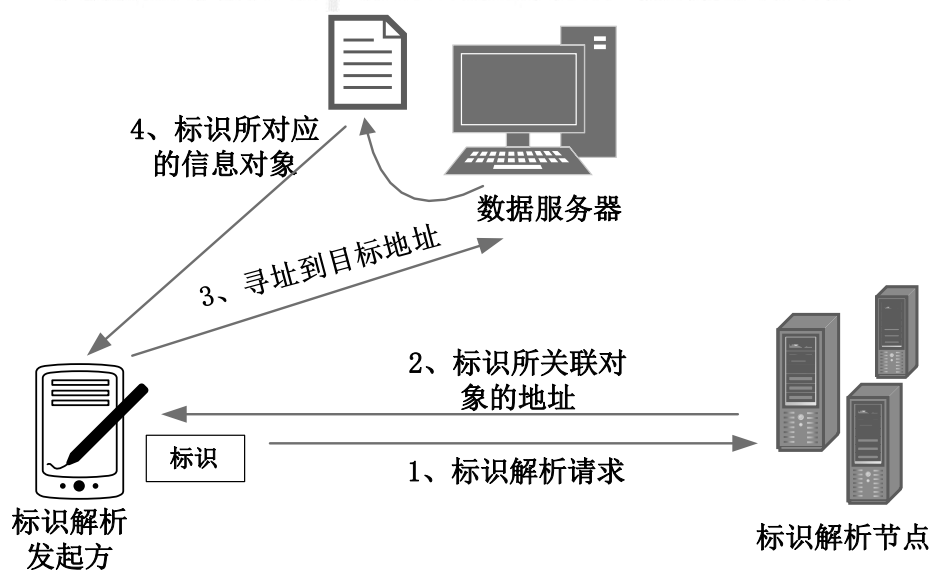 4、标识所对应
的信息对象
数据服务器
3、寻址到目标地址
2、标识所关联对
象的地址
标识
1、标识解析请求
标识解析
发起方
标识解析节点